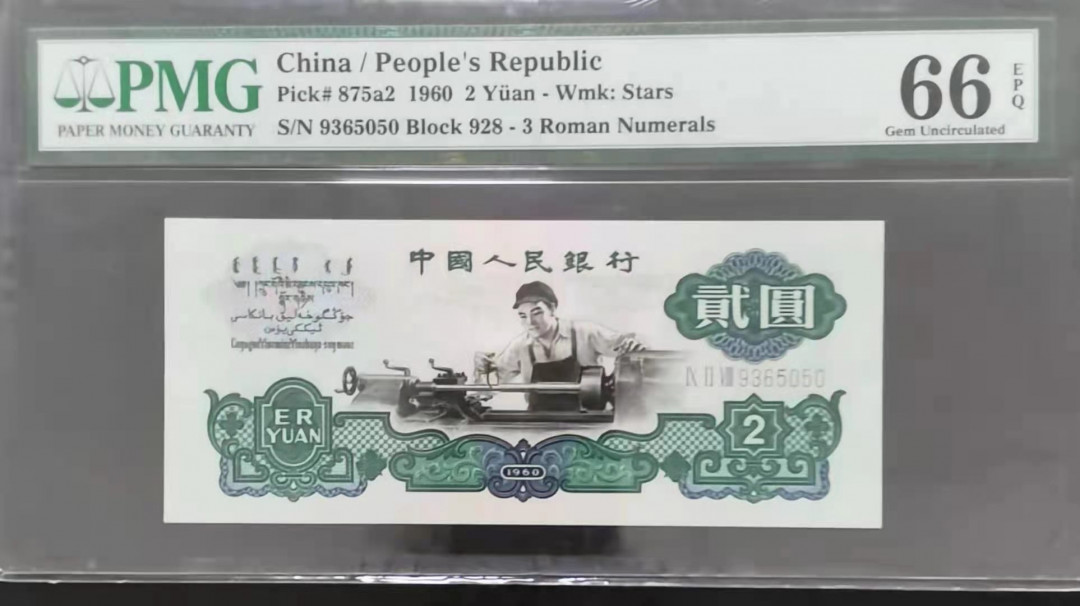 PMG
PAPER MONEY GUARANTY
China / People's Republic
Pick# 875a2 1960 2 Yüan - Wmk: Stars
S/N 9365050 Block 928 - 3 Roman Numerals
66
EPQ
Gem Uncirculated
中國人民銀行
貳圓
IX II VIII 9365050
ER
YUAN
1960
2